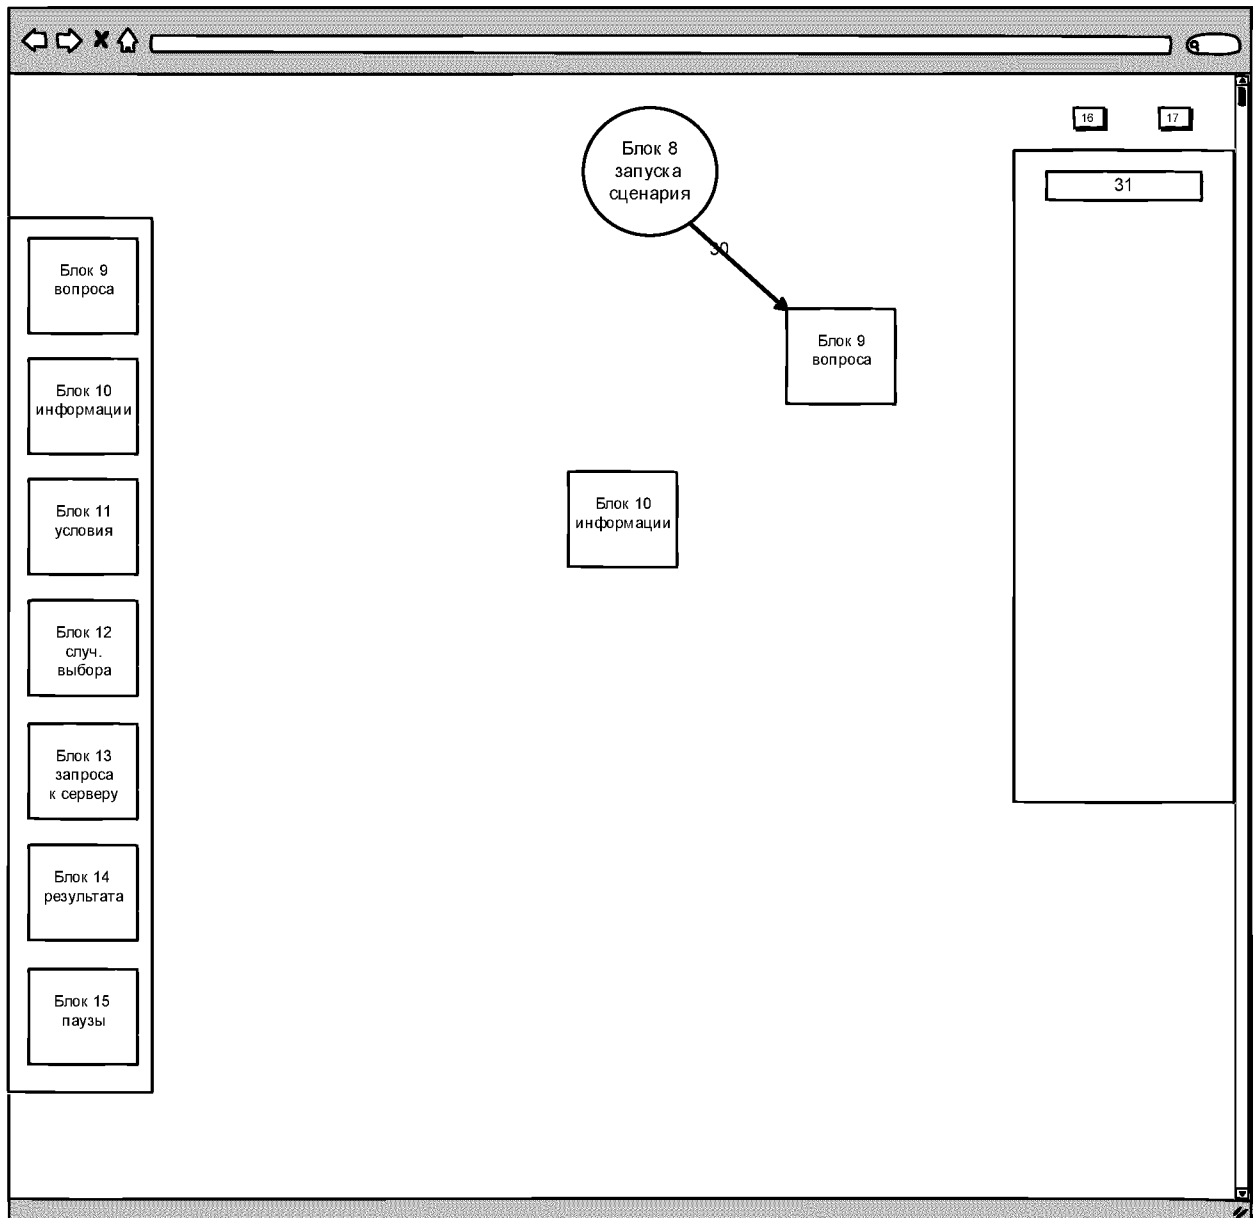 16
17
Блок 8
запуска
сценария
31
30
Блок 9
вопроса
Блок 10
информации
Блок 11
условия
Блок 12
случ.
выбора
Блок 13
запроса
к серверу
Блок 14
результата
Блок 15
паузы
Блок 9
вопроса
Блок 10
информации